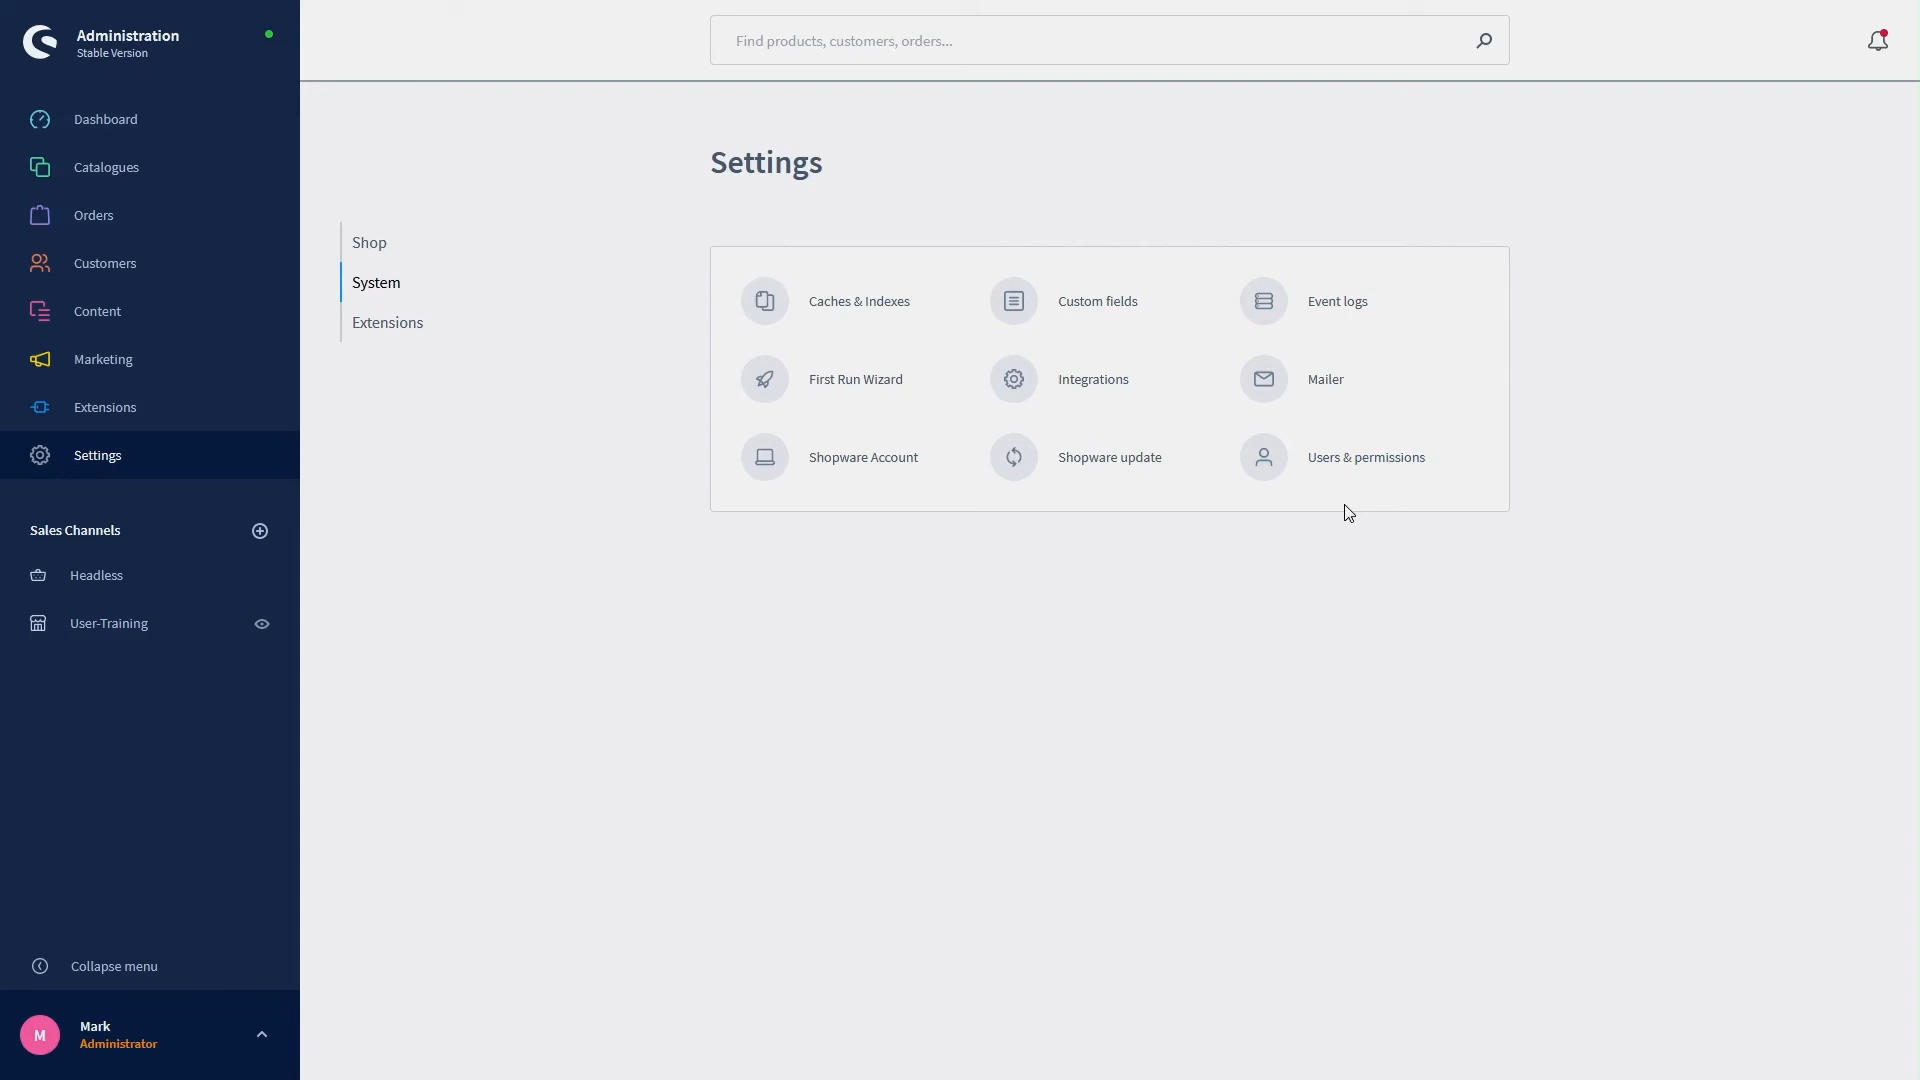 Administration
Stable Version
Find products, customers, orders...
Dashboard
Catalogues
Orders
Customers
Content
Marketing
Extensions
Settings
Sales Channels
Headless
User-Training
Collapse menu
M
Mark
Administrator
Settings
Shop
System
Extensions
Caches & Indexes
Custom fields
Event logs
First Run Wizard
Integrations
Mailer
Shopware Account
Shopware update
Users & permissions